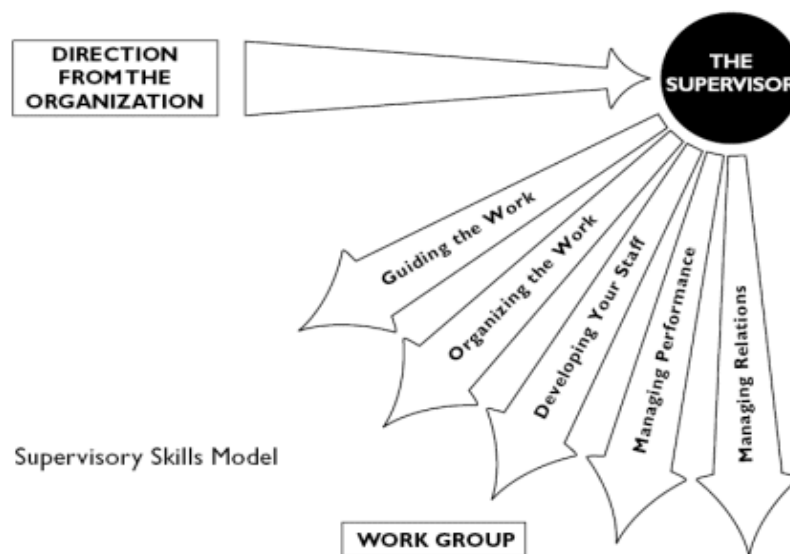 DIRECTION
FROM THE
ORGANIZATION
THE
SUPERVISOR
Guiding the Work
Organizing the Work
Developing Your Staff
Managing Performance
Managing Relations
Supervisory Skills Model
WORK GROUP